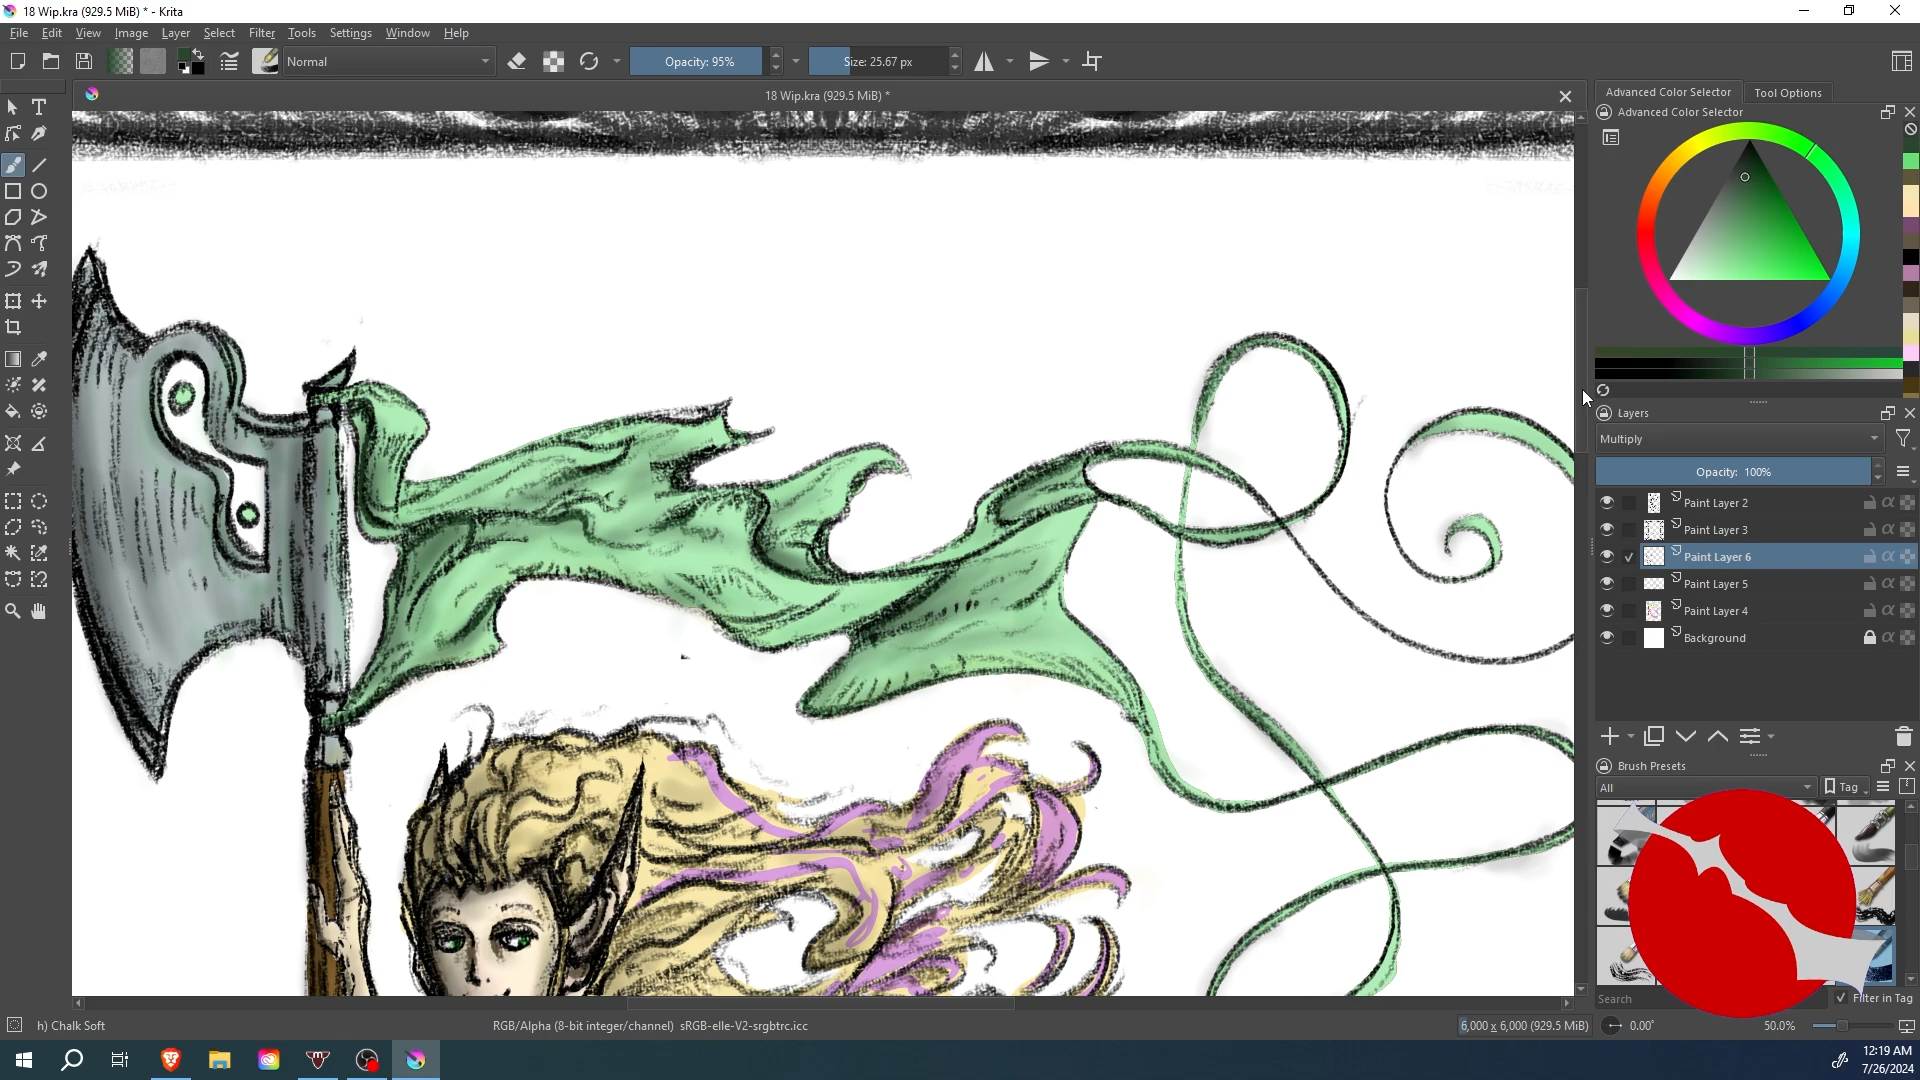 18 Wip.kra (929.5 MiB) * - Krita
File Edit View Image Layer Select Filter Tools Settings Window Help
Normal
Opacity: 95%
Size: 25.67 px
18 Wip.kra (929.5 MiB) *
Advanced Color Selector
Tool Options
Advanced Color Selector
Layers
Multiply
Opacity: 100%
Paint Layer 2
Paint Layer 3
Paint Layer 6
Paint Layer 5
Paint Layer 4
Background
Brush Presets
All
Tag
Search
Filter in Tag
h) Chalk Soft
RGB/Alpha (8-bit integer/channel) sRGB-elle-V2-srgbtrc.icc
6,000 x 6,000 (929.5 MiB)
0.00°
50.0%
12:19 AM
7/26/2024